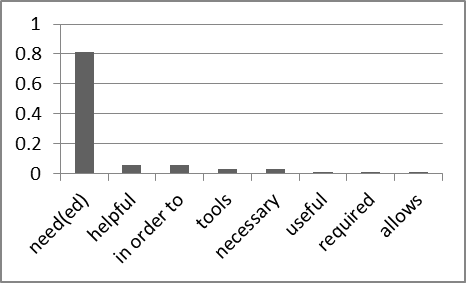 1
0.8
0.6
0.4
0.2
0
need(ed)
helpful
in order to
tools
necessary
useful
required
allows